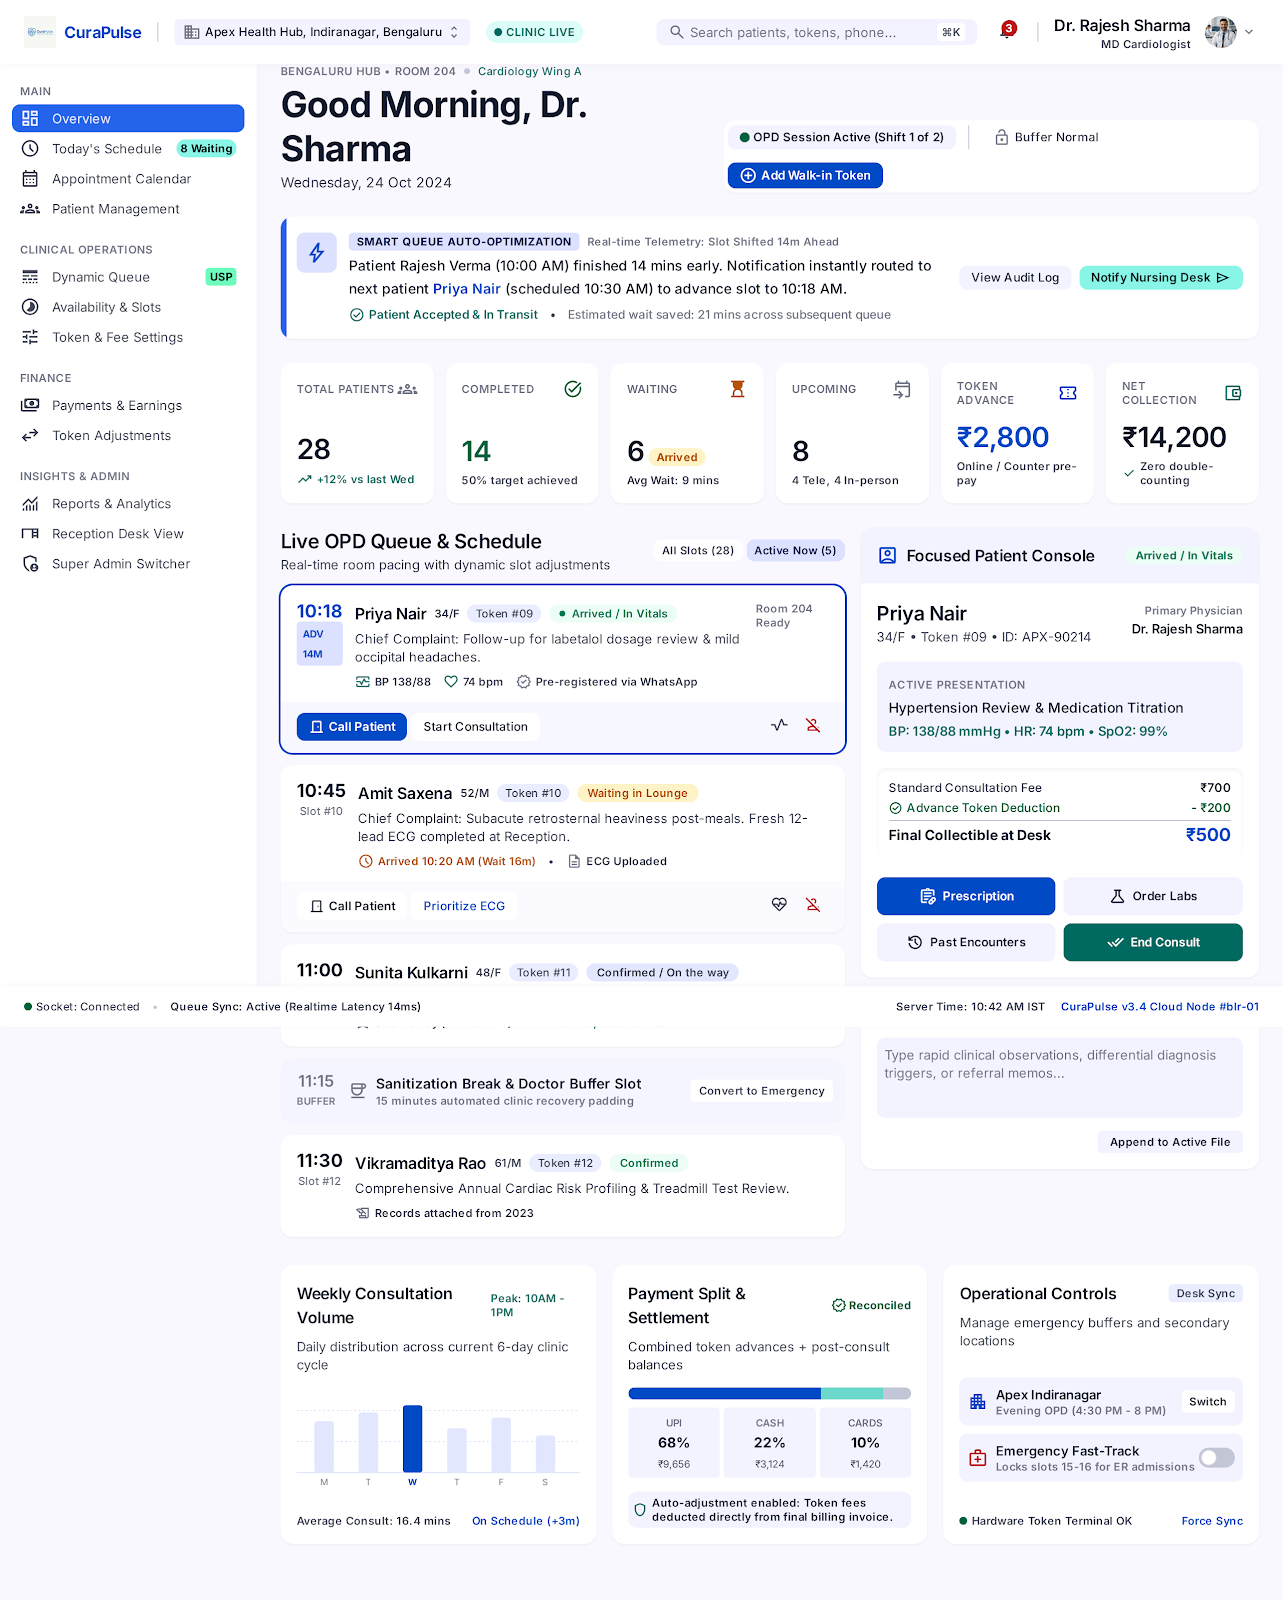 CuraPulse
Apex Health Hub, Indiranagar, Bengaluru
CLINIC LIVE
Search patients, tokens, phone...
⌘K
3
Dr. Rajesh Sharma
MD Cardiologist
MAIN
Overview
Today's Schedule
8 Waiting
Appointment Calendar
Patient Management
CLINICAL OPERATIONS
Dynamic Queue
USP
Availability & Slots
Token & Fee Settings
FINANCE
Payments & Earnings
Token Adjustments
INSIGHTS & ADMIN
Reports & Analytics
Reception Desk View
Super Admin Switcher
BENGALURU HUB • ROOM 204
Cardiology Wing A
Good Morning, Dr.
Sharma
Wednesday, 24 Oct 2024
OPD Session Active (Shift 1 of 2)
Buffer Normal
Add Walk-in Token
SMART QUEUE AUTO-OPTIMIZATION
Real-time Telemetry: Slot Shifted 14m Ahead
Patient Rajesh Verma (10:00 AM) finished 14 mins early. Notification instantly routed to
next patient Priya Nair (scheduled 10:30 AM) to advance slot to 10:18 AM.
Patient Accepted & In Transit • Estimated wait saved: 21 mins across subsequent queue
View Audit Log
Notify Nursing Desk
TOTAL PATIENTS
28
+12% vs last Wed
COMPLETED
14
50% target achieved
WAITING
6 Arrived
Avg Wait: 9 mins
UPCOMING
8
4 Tele, 4 In-person
TOKEN
ADVANCE
₹2,800
Online / Counter pre-
pay
NET
COLLECTION
₹14,200
Zero double-
counting
Live OPD Queue & Schedule
Real-time room pacing with dynamic slot adjustments
All Slots (28)
Active Now (5)
10:18
ADV
14M
Priya Nair 34/F Token #09 Arrived / In Vitals
Room 204
Ready
Chief Complaint: Follow-up for labetalol dosage review & mild
occipital headaches.
BP 138/88 74 bpm Pre-registered via WhatsApp
Call Patient
Start Consultation
10:45
Slot #10
Amit Saxena 52/M Token #10 Waiting in Lounge
Chief Complaint: Subacute retrosternal heaviness post-meals. Fresh 12-
lead ECG completed at Reception.
Arrived 10:20 AM (Wait 16m) • ECG Uploaded
Call Patient
Prioritize ECG
11:00
Sunita Kulkarni 48/F Token #11 Confirmed / On the way
Focused Patient Console
Arrived / In Vitals
Priya Nair
34/F • Token #09 • ID: APX-90214
Primary Physician
Dr. Rajesh Sharma
ACTIVE PRESENTATION
Hypertension Review & Medication Titration
BP: 138/88 mmHg • HR: 74 bpm • SpO2: 99%
Standard Consultation Fee ₹700
Advance Token Deduction - ₹200
Final Collectible at Desk ₹500
Prescription
Order Labs
Past Encounters
End Consult
Socket: Connected • Queue Sync: Active (Realtime Latency 14ms)
Server Time: 10:42 AM IST
CuraPulse v3.4 Cloud Node #blr-01
11:15
BUFFER
Sanitization Break & Doctor Buffer Slot
15 minutes automated clinic recovery padding
Convert to Emergency
11:30
Slot #12
Vikramaditya Rao 61/M Token #12 Confirmed
Comprehensive Annual Cardiac Risk Profiling & Treadmill Test Review.
Records attached from 2023
Type rapid clinical observations, differential diagnosis
triggers, or referral memos...
Append to Active File
Weekly Consultation
Volume
Peak: 10AM -
1PM
Daily distribution across current 6-day clinic
cycle
M T W T F S
Average Consult: 16.4 mins
On Schedule (+3m)
Payment Split &
Settlement
Reconciled
Combined token advances + post-consult
balances
UPI
68%
₹9,656
CASH
22%
₹3,124
CARDS
10%
₹1,420
Auto-adjustment enabled: Token fees
deducted directly from final billing invoice.
Operational Controls
Desk Sync
Manage emergency buffers and secondary
locations
Apex Indiranagar
Evening OPD (4:30 PM - 8 PM)
Switch
Emergency Fast-Track
Locks slots 15-16 for ER admissions
Hardware Token Terminal OK
Force Sync